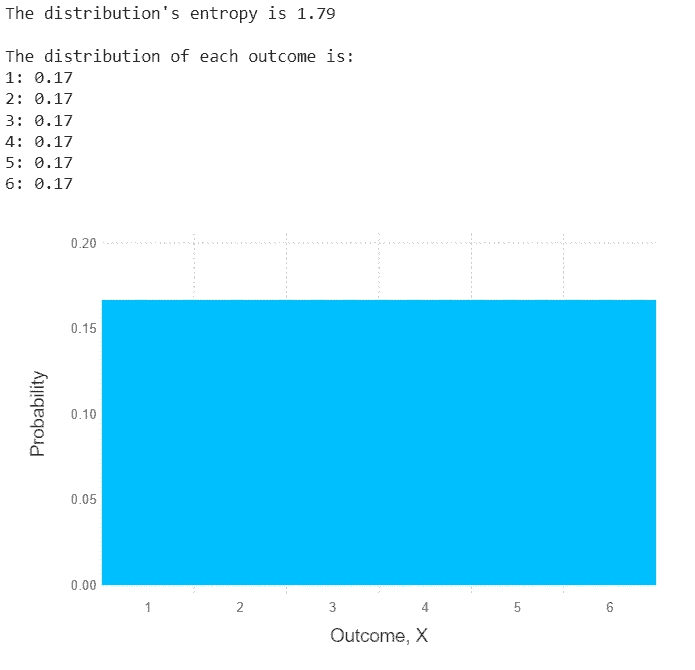 The distribution's entropy is 1.79
The distribution of each outcome is:
1: 0.17
2: 0.17
3: 0.17
4: 0.17
5: 0.17
6: 0.17
0.20
0.15
0.10
0.05
0.00
Probability
1 2 3 4 5 6
Outcome, X